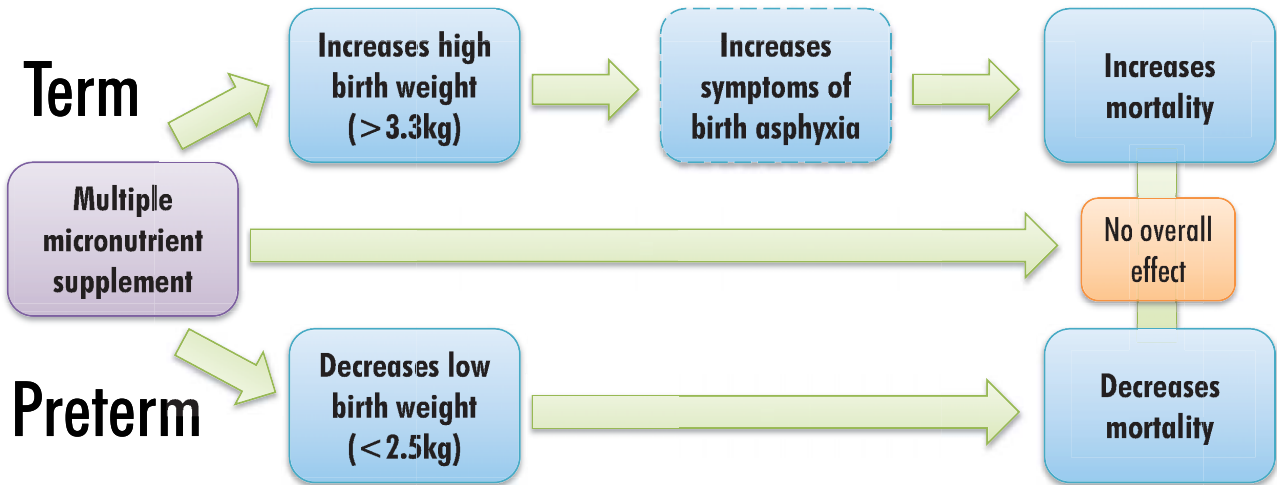 Term
Increases high
birth weight
(>3.3kg)
Increases
symptoms of
birth asphyxia
Increases
mortality
Multiple
micronutrient
supplement
No overall
effect
Preterm
Decreases low
birth weight
(<2.5kg)
Decreases
mortality